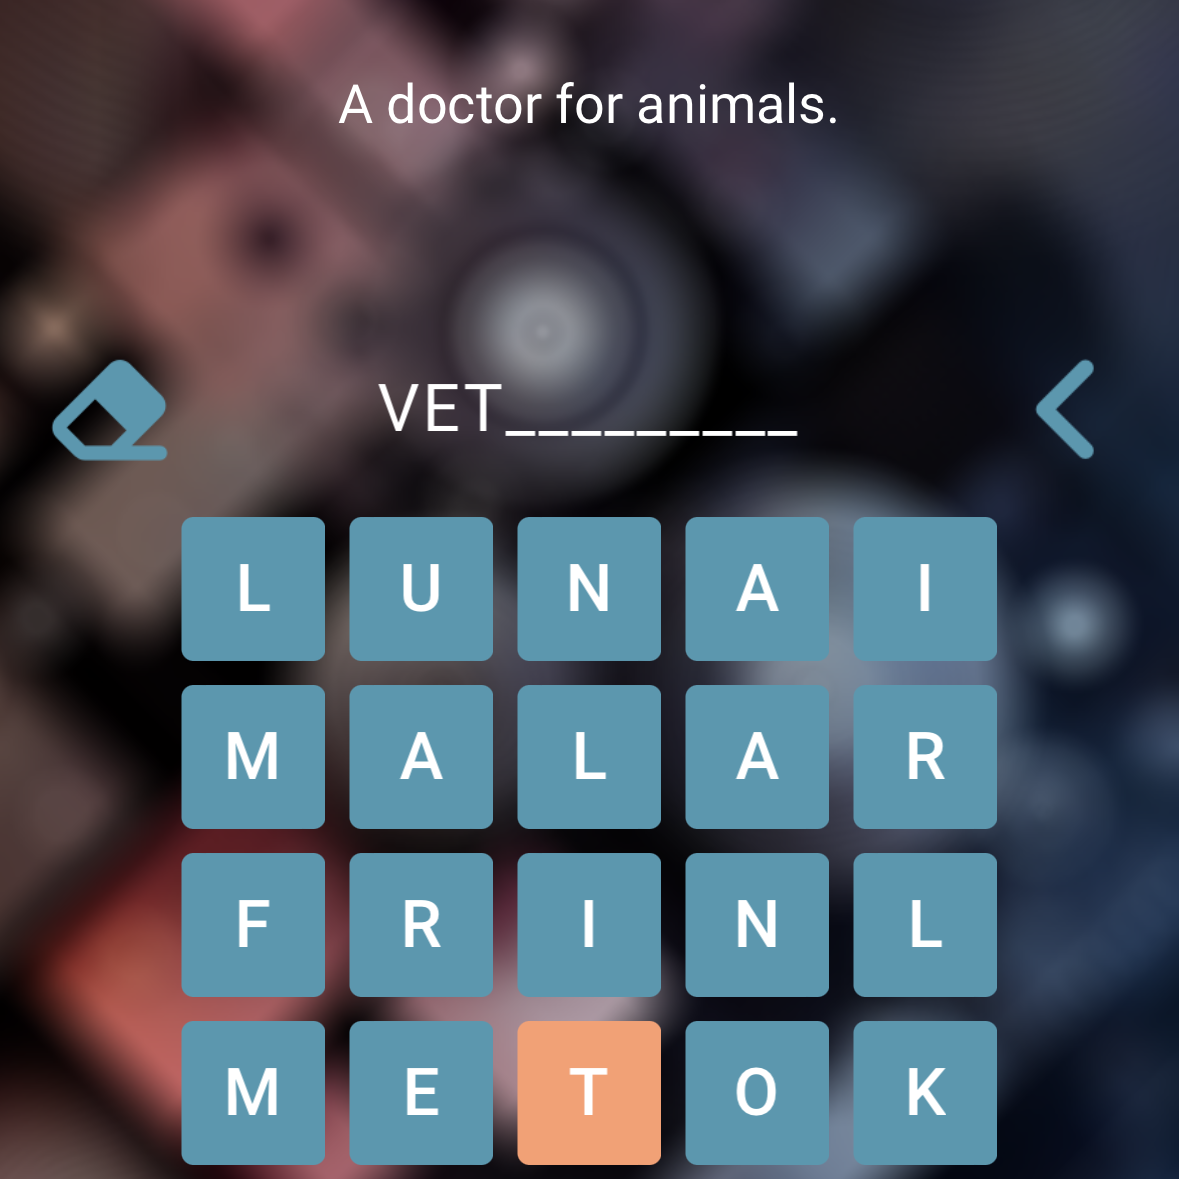 A doctor for animals.
VET_________
L U N A I
M A L A R
F R I N L
M E T O K